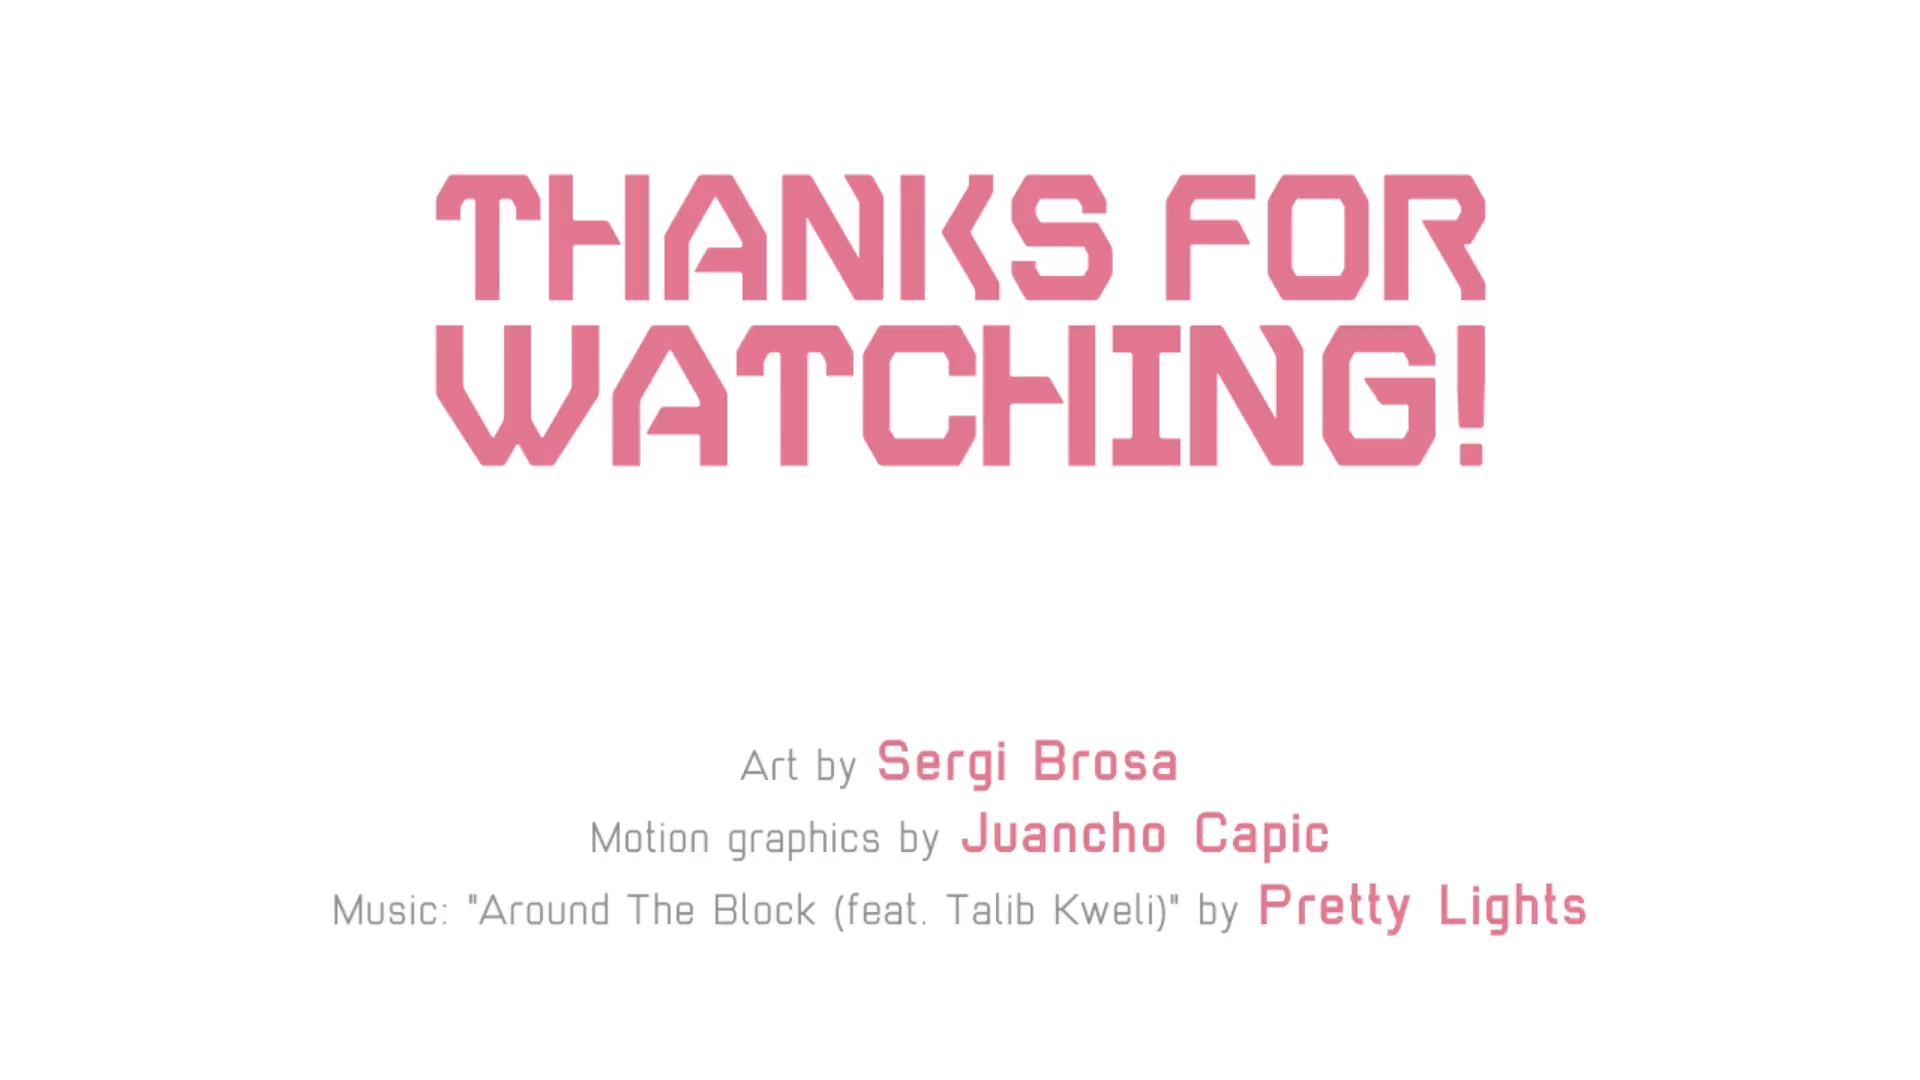 THANKS FOR
WATCHING!
Art by Sergi Brosa
Motion graphics by Juancho Capic
Music: "Around The Block (feat. Talib Kweli)" by Pretty Lights